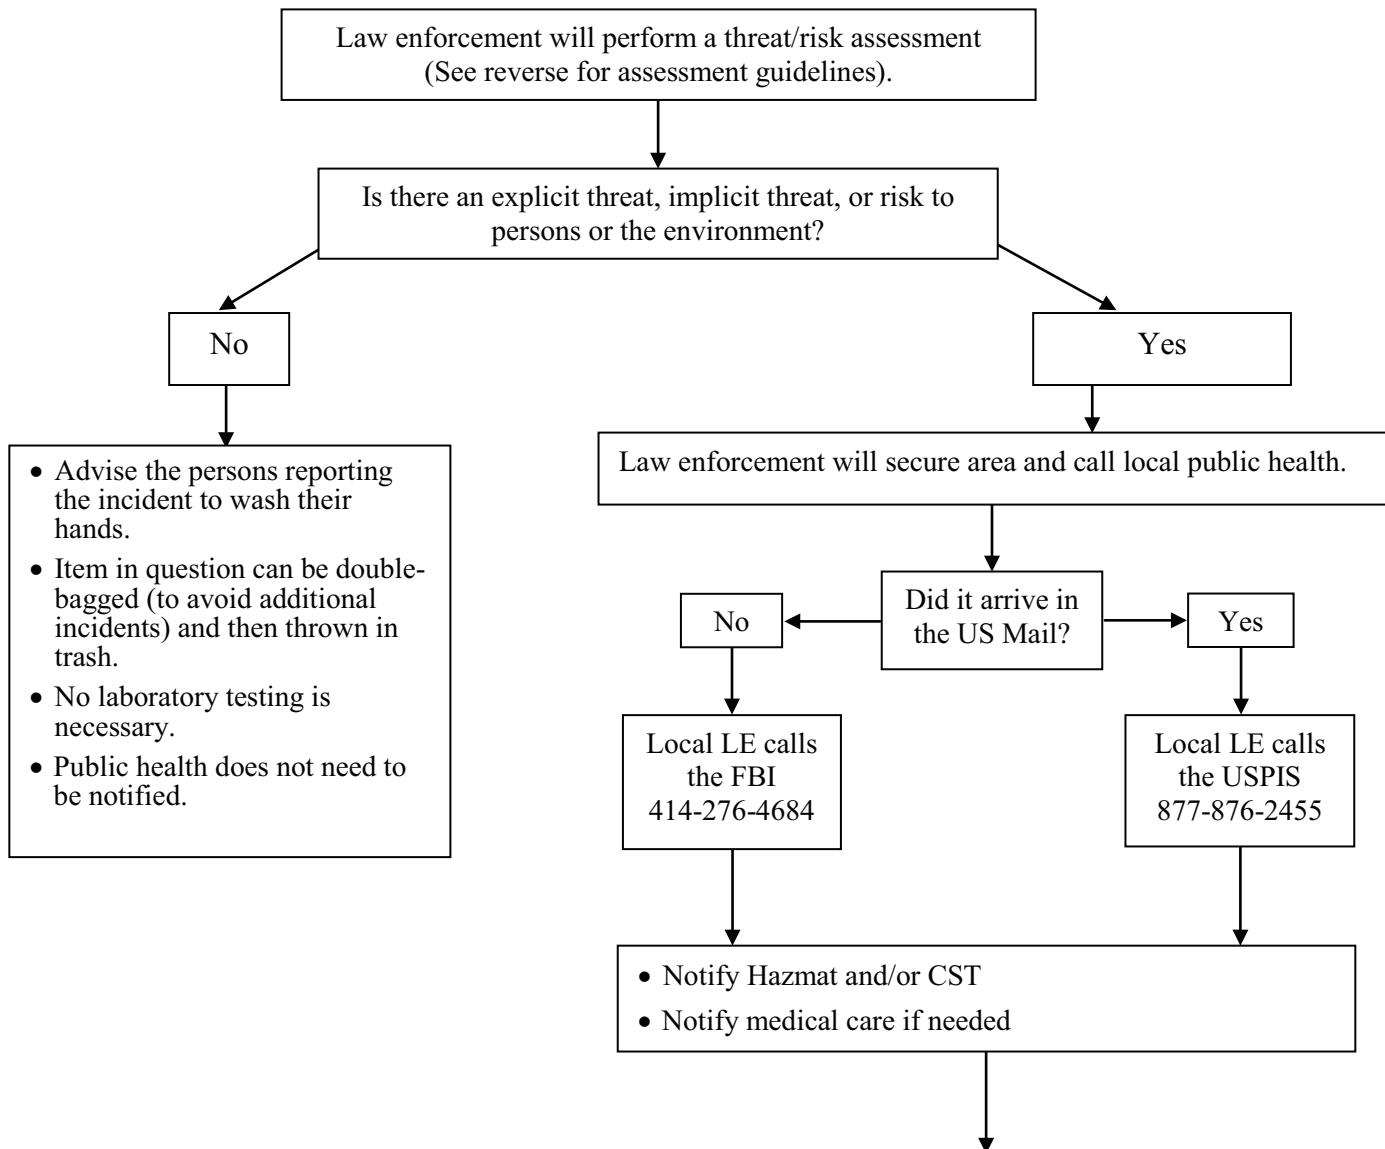 Law enforcement will perform a threat/risk assessment
(See reverse for assessment guidelines).
Is there an explicit threat, implicit threat, or risk to
persons or the environment?
No
Yes
• Advise the persons reporting
the incident to wash their
hands.
• Item in question can be double-
bagged (to avoid additional
incidents) and then thrown in
trash.
• No laboratory testing is
necessary.
• Public health does not need to
be notified.
Law enforcement will secure area and call local public health.
Did it arrive in
the US Mail?
No
Yes
Local LE calls
the FBI
414-276-4684
Local LE calls
the USPIS
877-876-2455
• Notify Hazmat and/or CST
• Notify medical care if needed